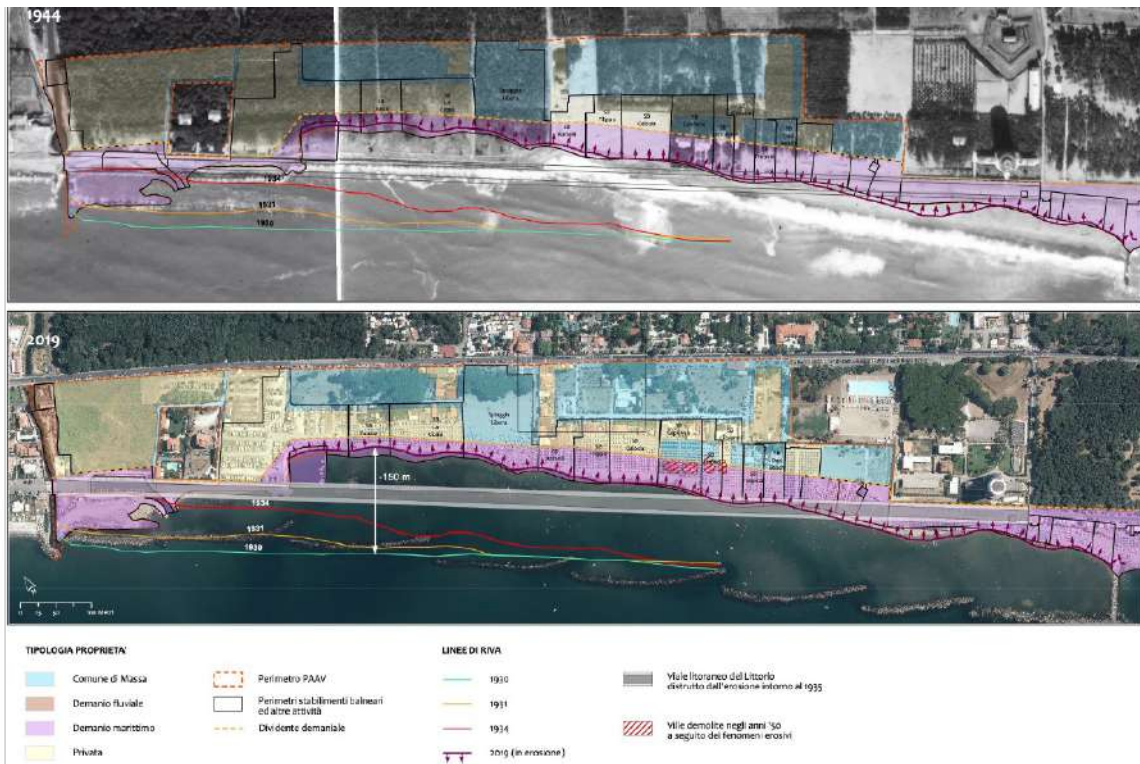 1944
1934
1931
1930
2019
Spiaggia
Libera
-150 m
1934
1931
1930
TIPOLOGIA PROPRIETA'
Comune di Massa
Demanio fluviale
Demanio marittimo
Privata
Perimetro PAAV
Perimetri stabilimenti balneari
ed altre attività
Dividente demaniale
LINEE DI RIVA
1930
1931
1934
2019 (in erosione)
Viale litoraneo del Littorio
distrutto dall'erosione intorno al 1935
Ville demolite negli anni '50
a seguito dei fenomeni erosivi